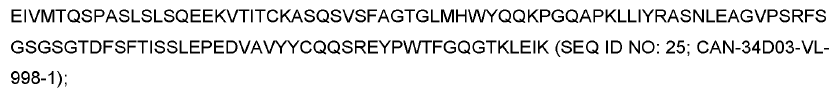 EIVMTQSPASLSLSQEEKVTITCKASQSVSFAGTGLMHWYQQKPGQAPKLLIYRASNLEAGVPSRFS
GSGSGTDFSFTISSLEPEDVAVYYCQQSREYPWTFGQGTKLEIK (SEQ ID NO: 25; CAN-34D03-VL-
998-1);